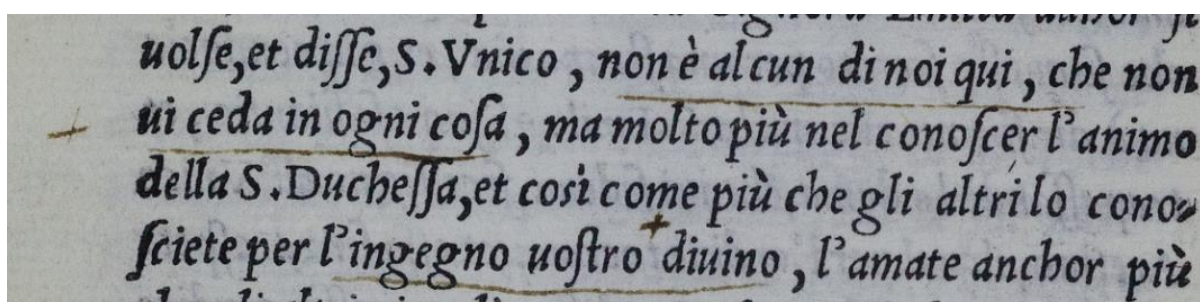 uolſe, et diſſe, S. Vnico, non è alcun di noi qui, che non
ui ceda in ogni coſa, ma molto più nel conoſcer l'animo
della S. Ducheſſa, et così come più che gli altri lo cono-
ſciete per l'ingegno uoſtro diuino, l'amate anchor più